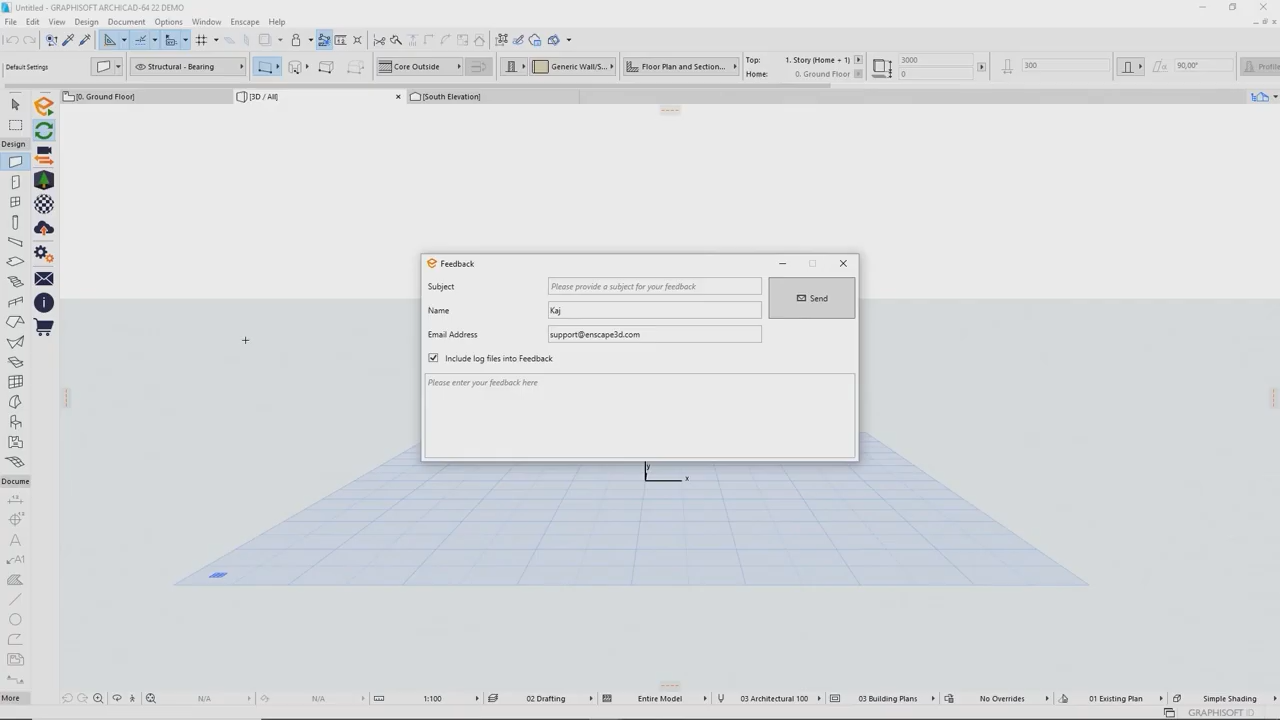 Untitled - GRAPHISOFT ARCHICAD-64 22 DEMO
File Edit View Design Document Options Window Enscape Help
Default Settings
Structural - Bearing
Core Outside
Generic Wall/S...
Floor Plan and Section...
Top: 1. Story (Home + 1)
Home: 0. Ground Floor
3000
0
300
90,00°
Profile
[0. Ground Floor]
[3D / All]
[South Elevation]
Design
Feedback
Subject
Please provide a subject for your feedback
Send
Name
Kaj
Email Address
support@enscape3d.com
Include log files into Feedback
Please enter your feedback here
y
x
Docume
A
A1
More
N/A
N/A
1:100
02 Drafting
Entire Model
03 Architectural 100
03 Building Plans
No Overrides
01 Existing Plan
Simple Shading
GRAPHISOFT ID